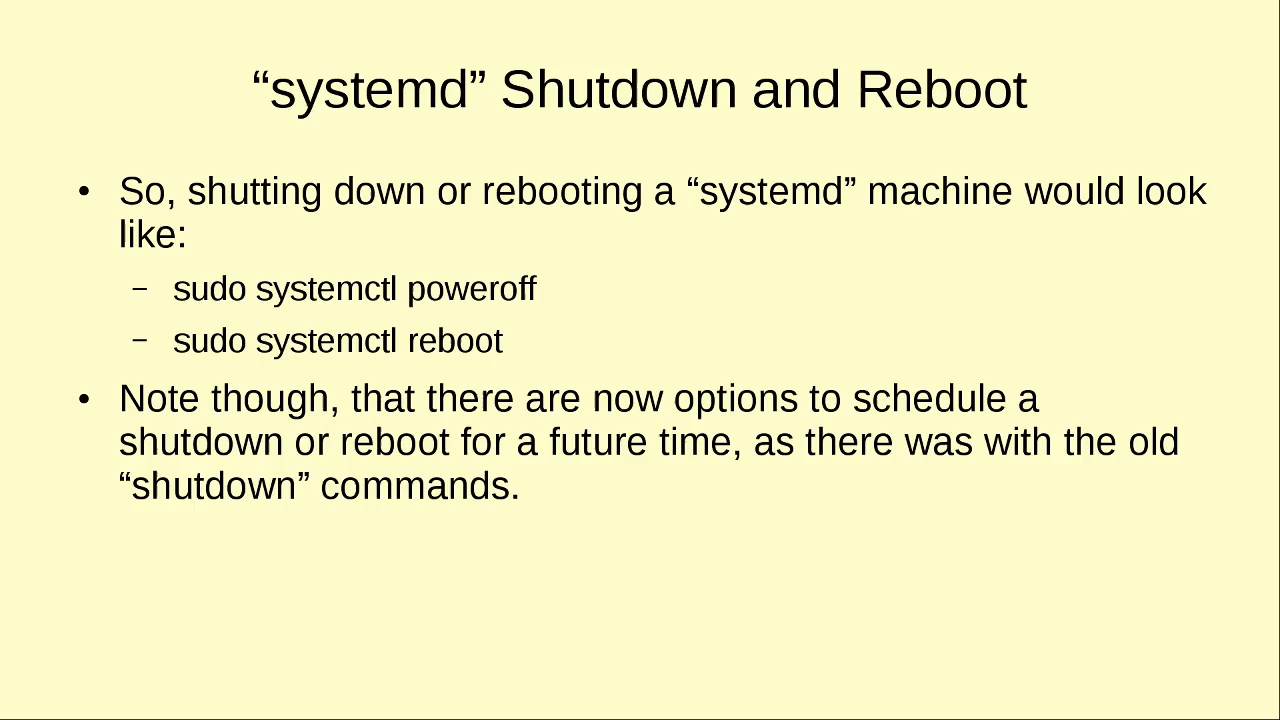 “systemd” Shutdown and Reboot
• So, shutting down or rebooting a “systemd” machine would look
like:
– sudo systemctl poweroff
– sudo systemctl reboot
• Note though, that there are now options to schedule a
shutdown or reboot for a future time, as there was with the old
“shutdown” commands.